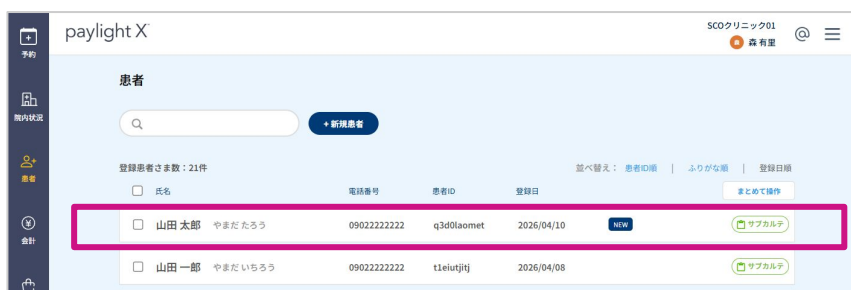 paylight X
SCOクリニック01
森 森 有里
予約
院内状況
患者
会計
患者
+ 新規患者
登録患者さま数：21件
並べ替え： 患者ID順 | ふりがな順 | 登録日順
氏名 電話番号 患者ID 登録日 まとめて操作
山田 太郎 やまだ たろう 09022222222 q3d0laomet 2026/04/10 NEW サブカルテ
山田 一郎 やまだ いちろう 09022222222 t1eiutjitj 2026/04/08 サブカルテ